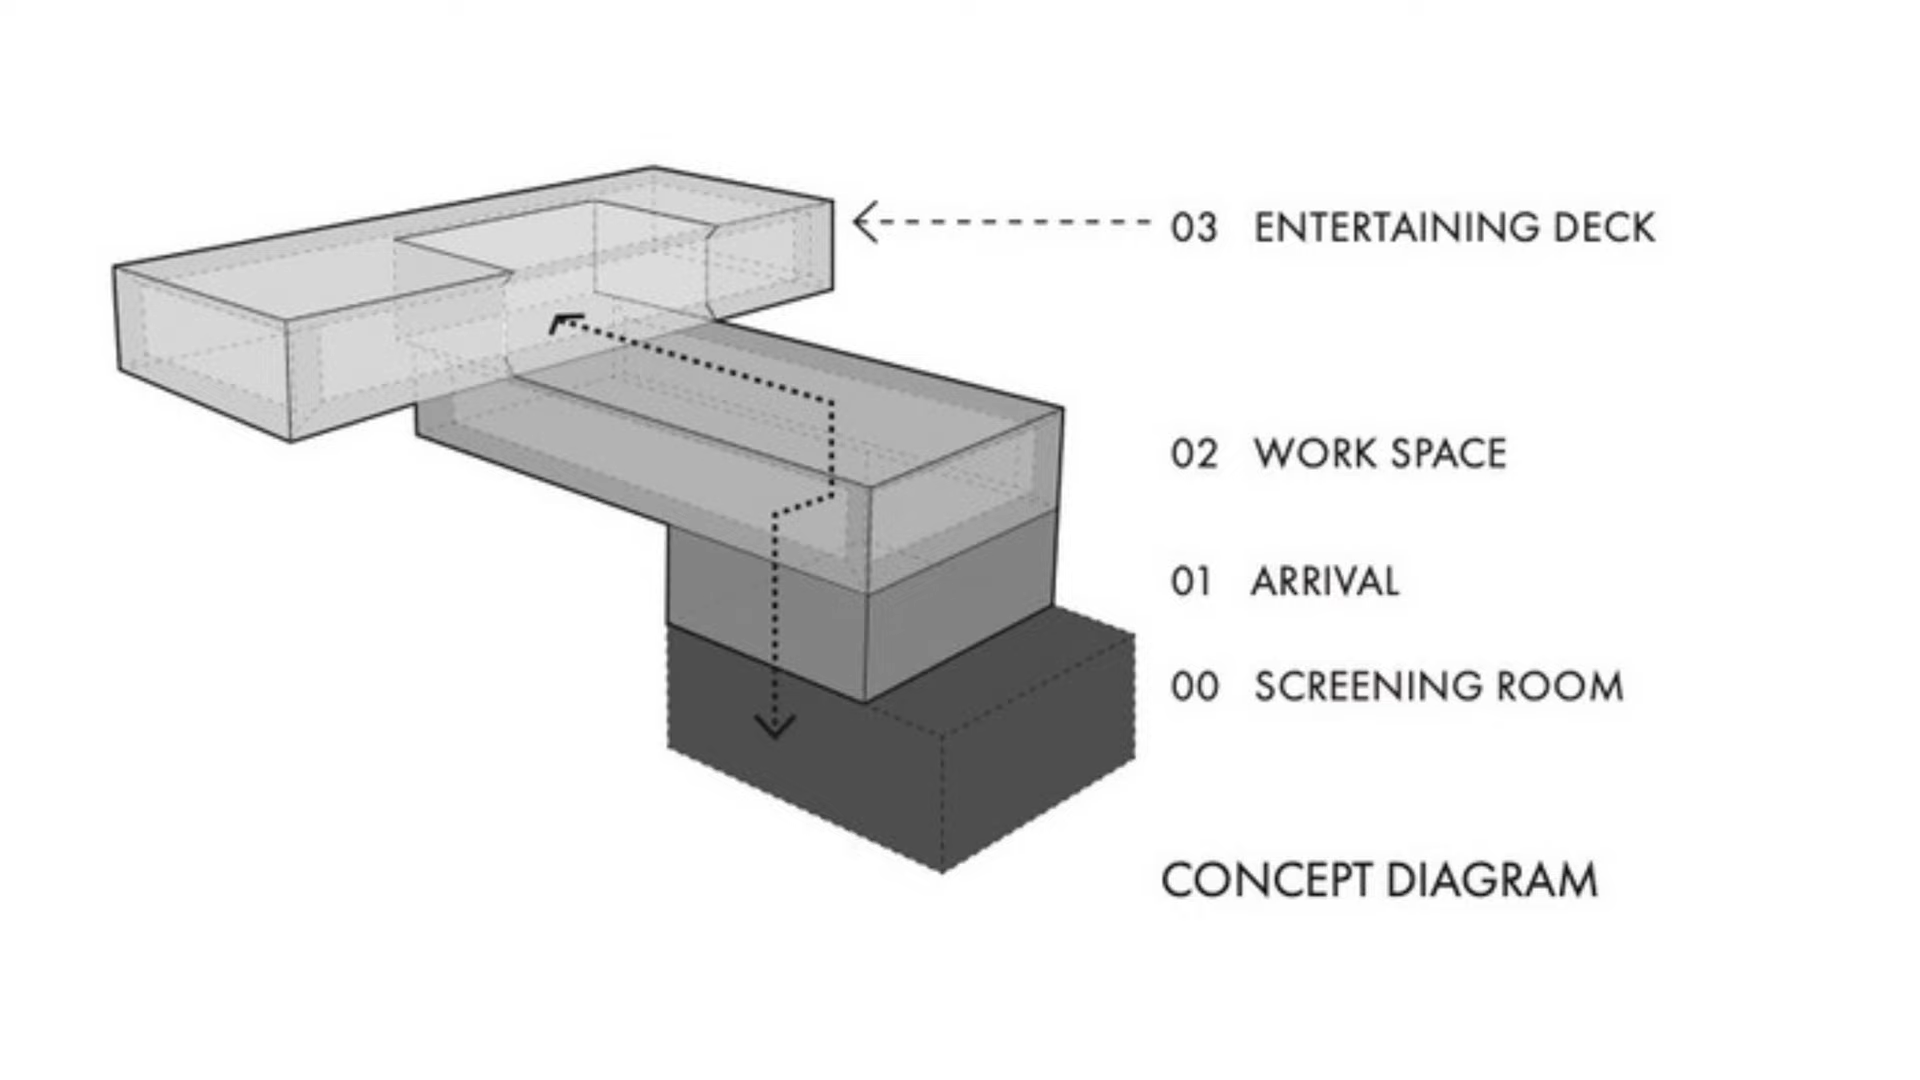 03 ENTERTAINING DECK
02 WORK SPACE
01 ARRIVAL
00 SCREENING ROOM
CONCEPT DIAGRAM